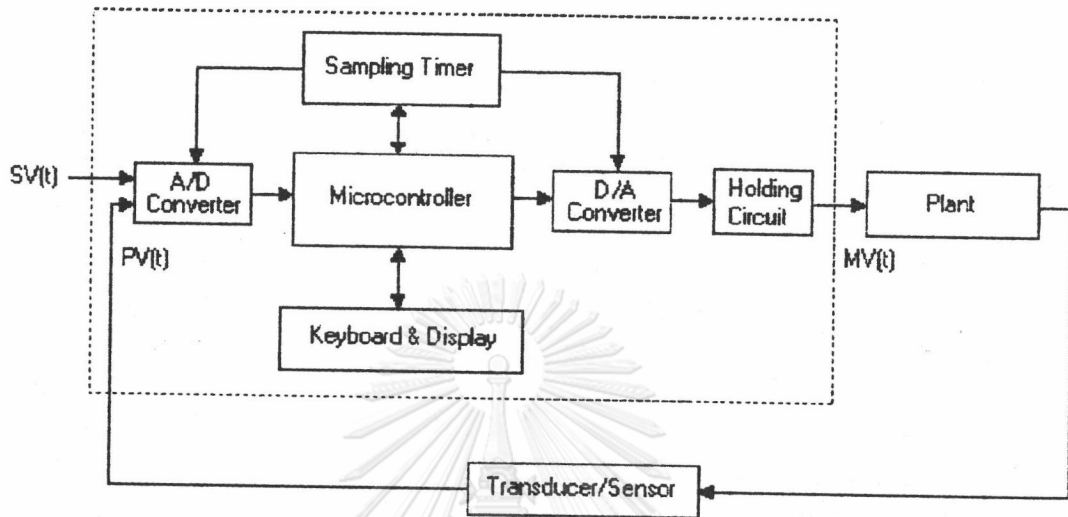 Sampling Timer
SV(t)
A/D
Converter
Microcontroller
D/A
Converter
Holding
Circuit
Plant
PV(t)
MV(t)
Keyboard & Display
Transducer/Sensor